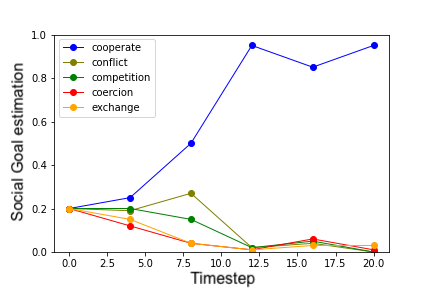 1.0
0.8
0.6
0.4
0.2
0.0
Social Goal estimation
cooperate
conflict
competition
coercion
exchange
0.0 2.5 5.0 7.5 10.0 12.5 15.0 17.5 20.0
Timestep